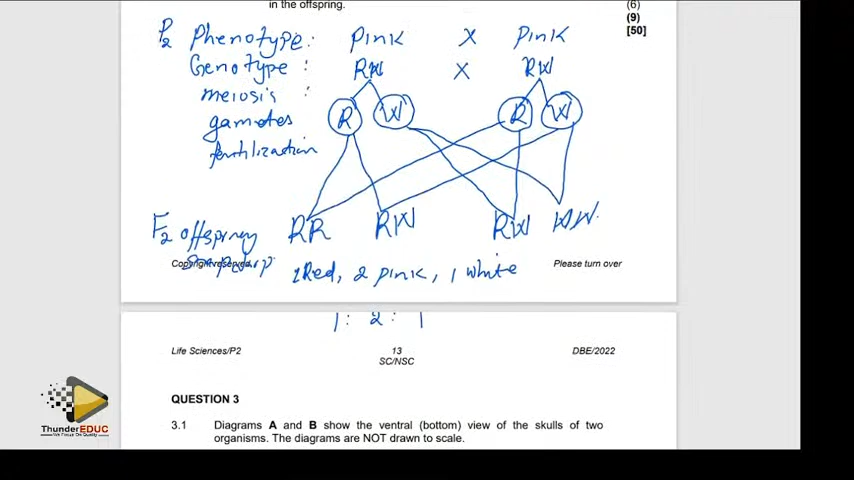 in the offspring.
(6)
(9)
[50]
P2 Phenotype: pink X pink
Genotype : RW X RW
meiosis :
gametes R W R W
fertilization
F2 offspring RR RW RW WW.
Copyright reserved Please turn over
1Red, 2 pink, 1 white
1: 2: 1
Life Sciences/P2 13 DBE/2022
SC/NSC
QUESTION 3
3.1 Diagrams A and B show the ventral (bottom) view of the skulls of two
organisms. The diagrams are NOT drawn to scale.
ThunderEDUC